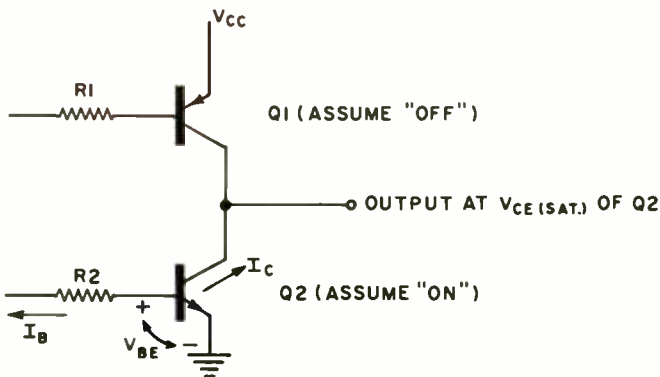 VCC
R1
Q1 (ASSUME "OFF")
OUTPUT AT VCE (SAT.) OF Q2
R2
IC
Q2 (ASSUME "ON")
+
IB
VBE
−